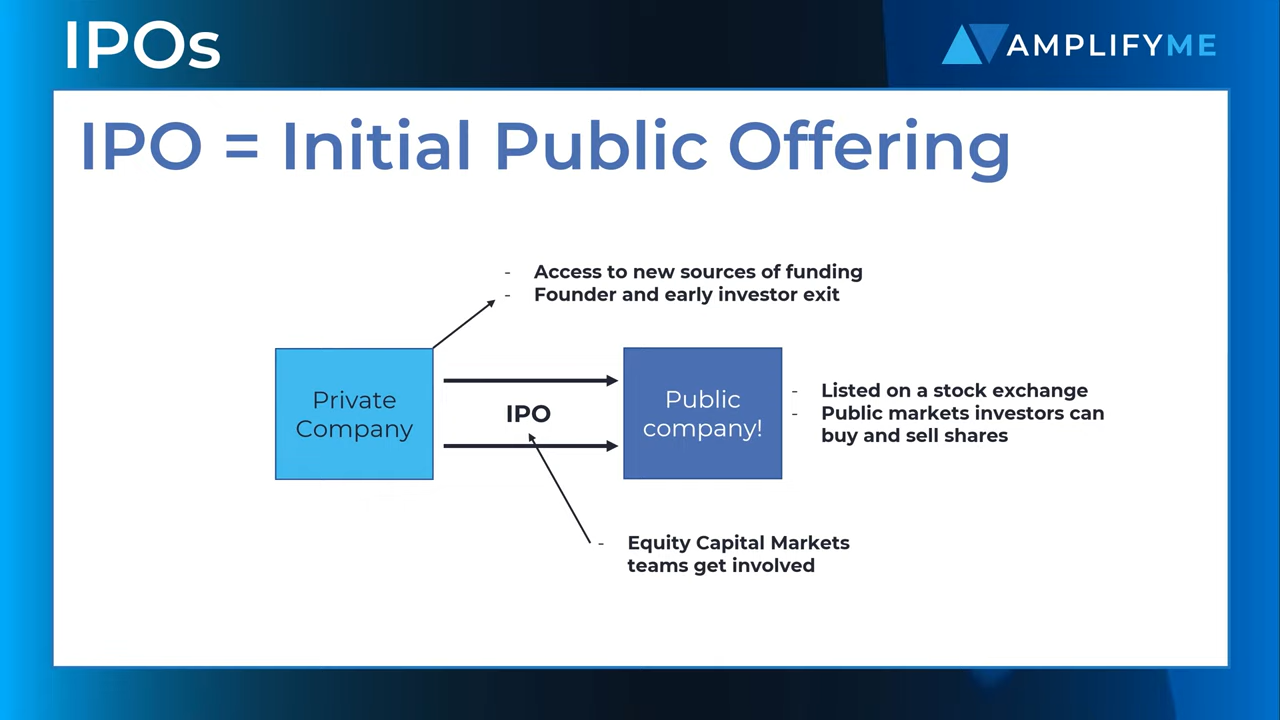 IPOs
AMPLIFYME
IPO = Initial Public Offering
- Access to new sources of funding
- Founder and early investor exit
Private
Company
IPO
Public
company!
- Listed on a stock exchange
- Public markets investors can
buy and sell shares
- Equity Capital Markets
teams get involved